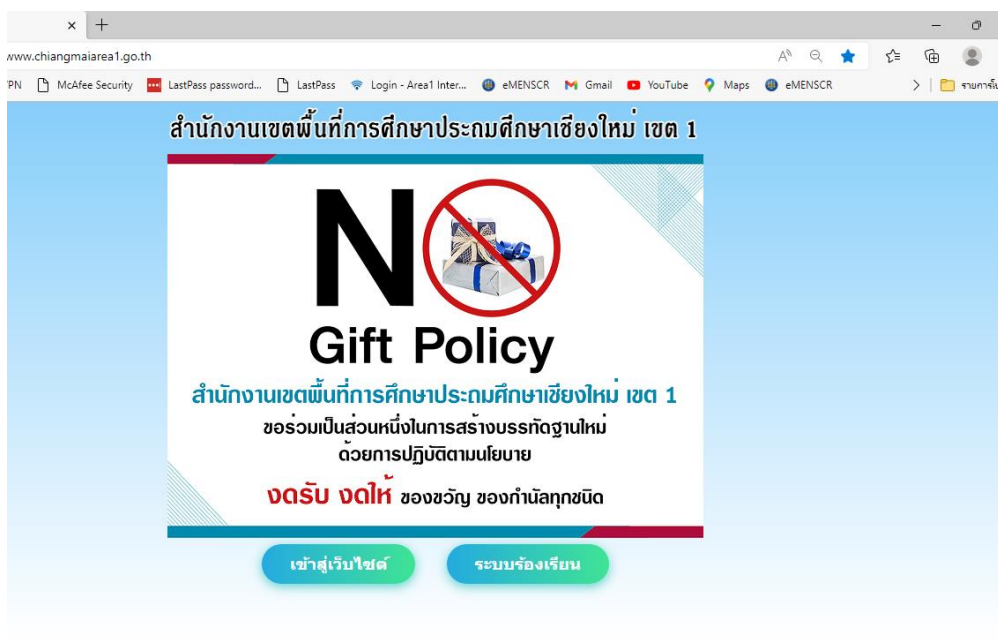 www.chiangmaiarea1.go.th
McAfee Security LastPass password... LastPass Login - Area1 Inter... eMENSCR Gmail YouTube Maps eMENSCR
สำนักงานเขตพื้นที่การศึกษาประถมศึกษาเชียงใหม่ เขต 1
NO
Gift Policy
สำนักงานเขตพื้นที่การศึกษาประถมศึกษาเชียงใหม่ เขต 1
ขอร่วมเป็นส่วนหนึ่งในการสร้างบรรทัดฐานใหม่
ด้วยการปฏิบัติตามนโยบาย
งดรับ งดให้ ของขวัญ ของกำนัลทุกชนิด
เข้าสู่เว็บไซต์ ระบบร้องเรียน